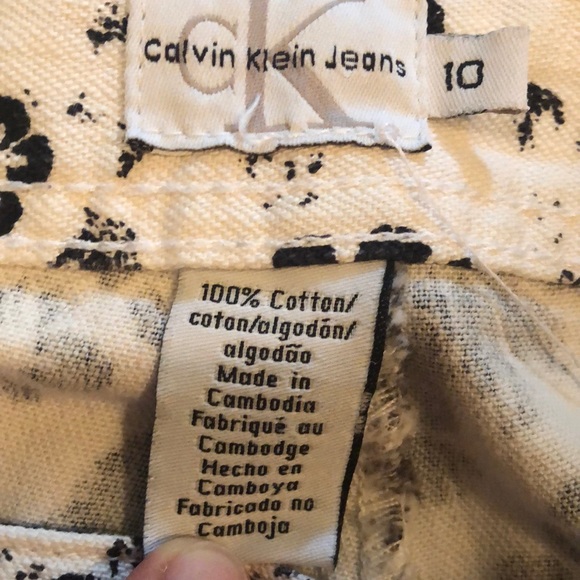 cK
Calvin Klein Jeans
10
100% Cotton/
coton/algodón/
algodão
Made in
Cambodia
Fabriqué au
Cambodge
Hecho en
Camboya
Fabricado no
Camboja